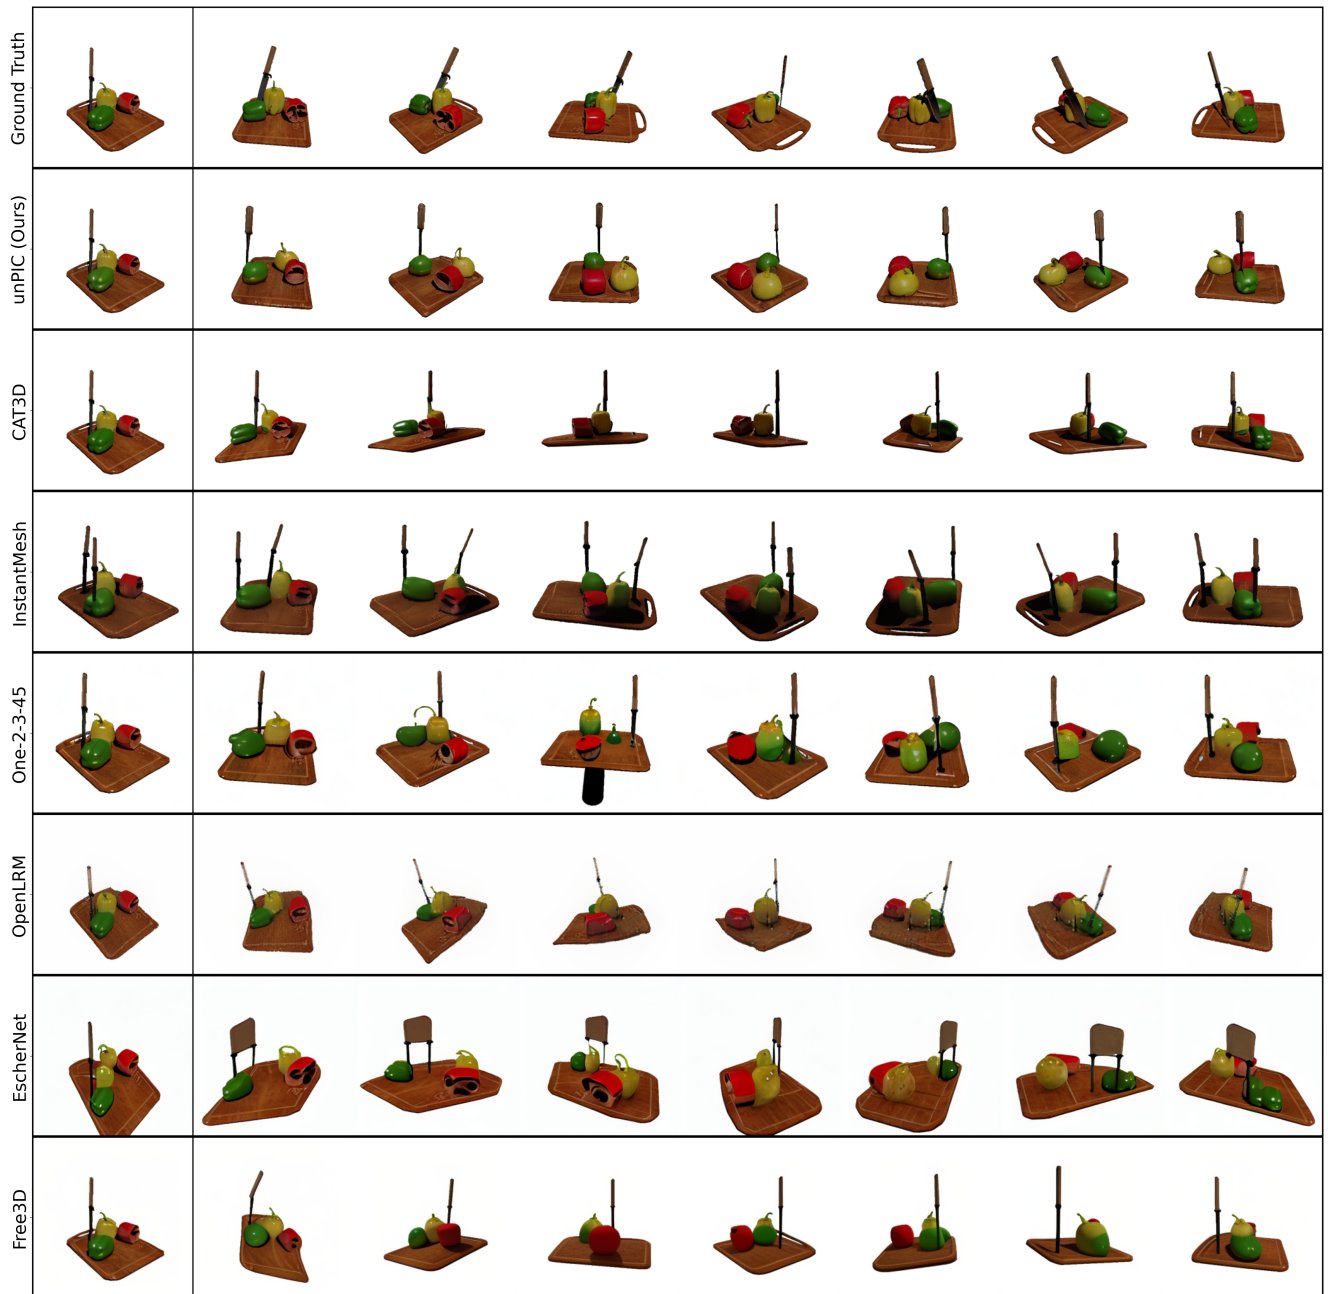 Ground Truth
unPIC (Ours)
CAT3D
InstantMesh
One-2-3-45
OpenLRM
EscherNet
Free3D